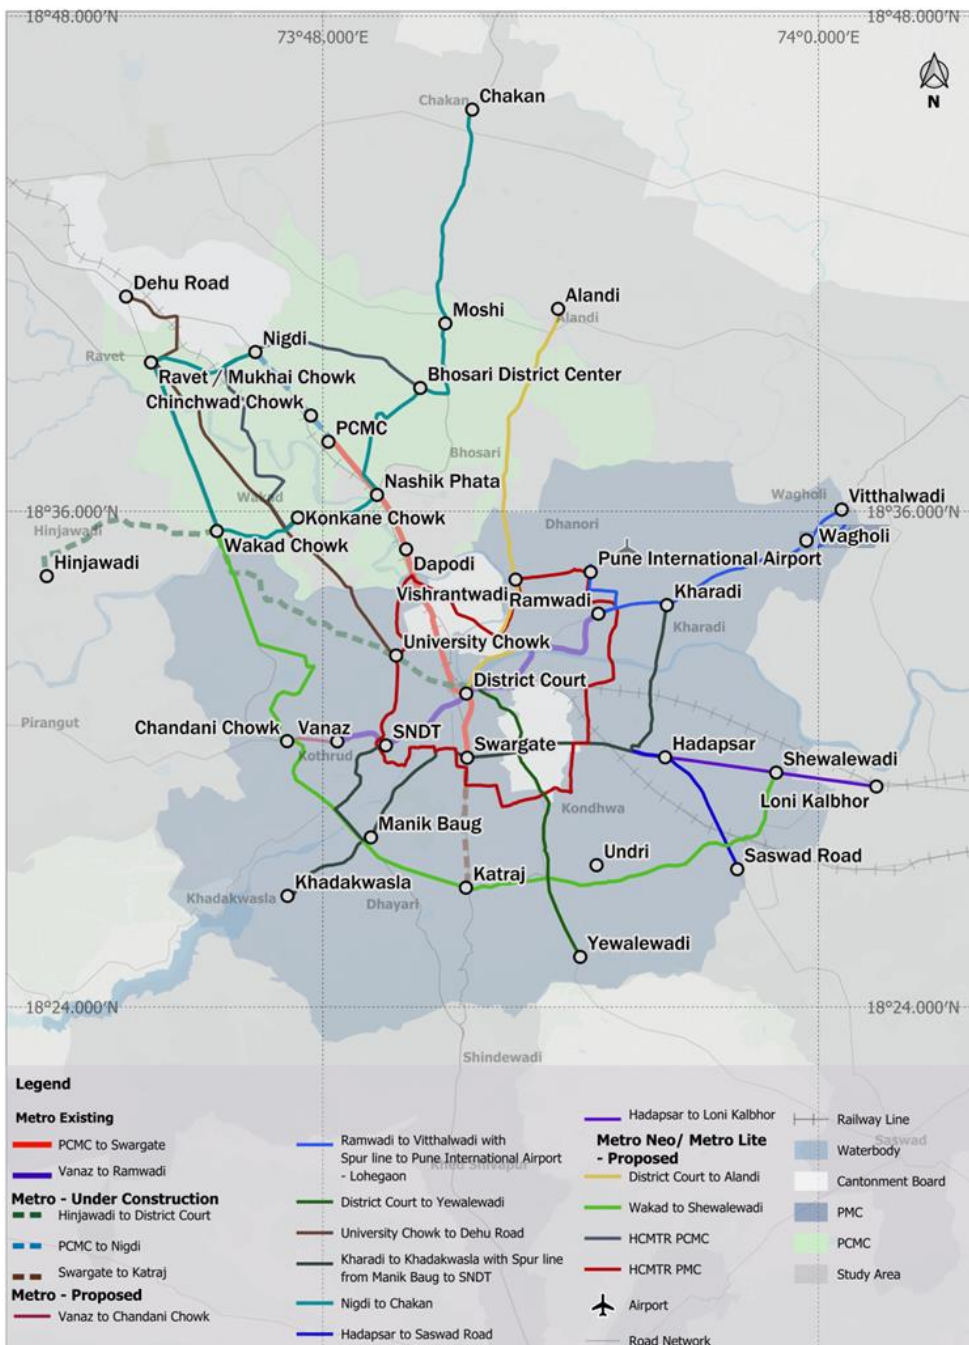 18°48.000'N
18°48.000'N
73°48.000'E
74°0.000'E
N
Chakan
Chakan
Dehu Road
Alandi
Alandi
Moshi
Nigdi
Ravet
Ravet / Mukhai Chowk
Bhosari District Center
Chinchwad Chowk
PCMC
Bhosari
Nashik Phata
Wakad
Vitthalwadi
Wagholi
18°36.000'N
18°36.000'N
Konkane Chowk
Dhanori
Hinjawadi
Wakad Chowk
Wagholi
Hinjawadi
Dapodi
Pune International Airport
Vishrantwadi
Ramwadi
Kharadi
Kharadi
University Chowk
District Court
Pirangut
Chandani Chowk
Vanaz
SNDT
Kothrud
Swargate
Hadapsar
Shewalewadi
Loni Kalbhor
Kondhwa
Manik Baug
Undri
Saswad Road
Khadakwasla
Khadakwasla
Katraj
Dhayari
Yewalewadi
18°24.000'N
18°24.000'N
Shindewadi
Legend
Metro Existing
PCMC to Swargate
Vanaz to Ramwadi
Metro - Under Construction
Hinjawadi to District Court
PCMC to Nigdi
Swargate to Katraj
Metro - Proposed
Vanaz to Chandani Chowk
Ramwadi to Vitthalwadi with
Spur line to Pune International Airport
- Lohegaon
Khed Shivapur
District Court to Yewalewadi
University Chowk to Dehu Road
Kharadi to Khadakwasla with Spur line
from Manik Baug to SNDT
Nigdi to Chakan
Hadapsar to Saswad Road
Hadapsar to Loni Kalbhor
Metro Neo/ Metro Lite
- Proposed
District Court to Alandi
Wakad to Shewalewadi
HCMTR PCMC
HCMTR PMC
Airport
Road Network
Railway Line
Saswad
Waterbody
Cantonment Board
PMC
PCMC
Study Area